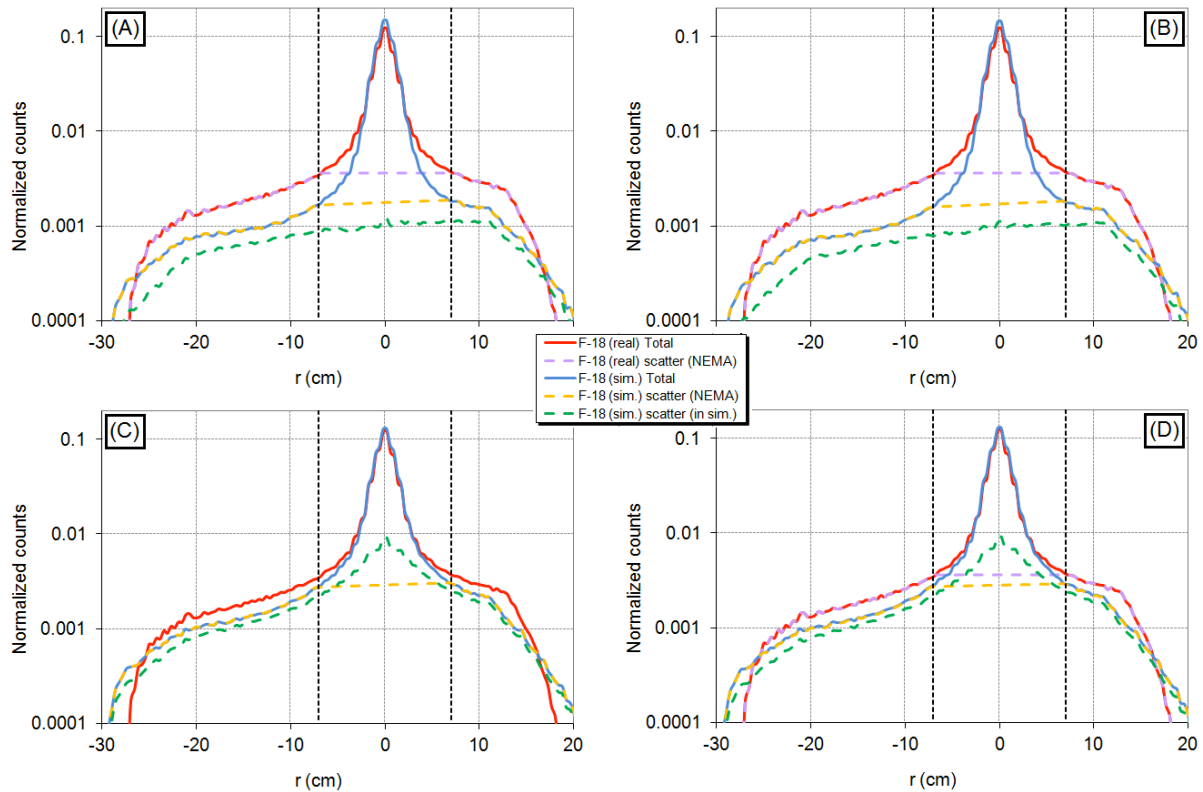 (A)
Normalized counts
0.1
0.01
0.001
0.0001
-30 -20 -10 0 10 20
r (cm)
(B)
Normalized counts
0.1
0.01
0.001
0.0001
-30 -20 -10 0 10 20
r (cm)
F-18 (real) Total
F-18 (real) scatter (NEMA)
F-18 (sim.) Total
F-18 (sim.) scatter (NEMA)
F-18 (sim.) scatter (in sim.)
(C)
Normalized counts
0.1
0.01
0.001
0.0001
-30 -20 -10 0 10 20
r (cm)
(D)
Normalized counts
0.1
0.01
0.001
0.0001
-30 -20 -10 0 10 20
r (cm)